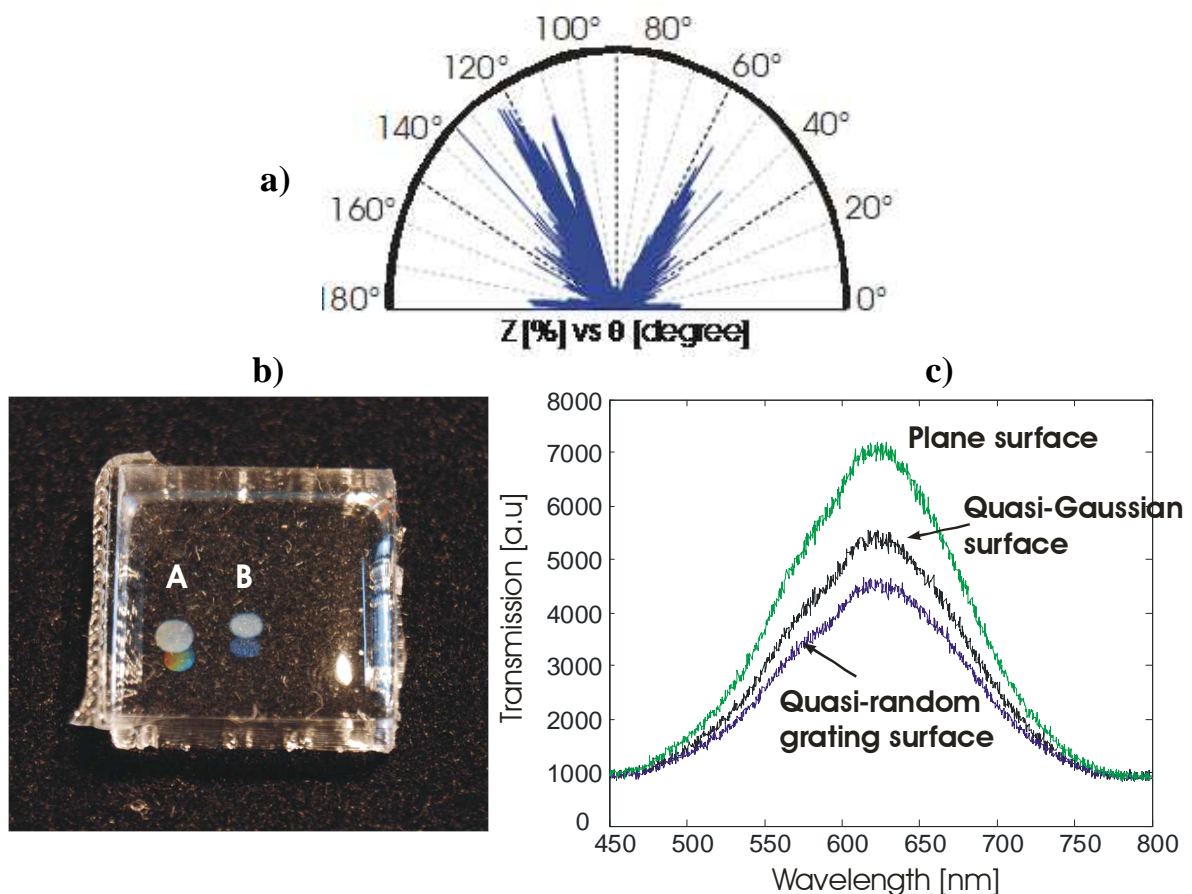 100°
80°
120°
60°
140°
40°
a)
160°
20°
180°
0°
Z [%] vs θ [degree]
b)
c)
A
B
8000
7000
6000
5000
4000
3000
2000
1000
0
Transmission [a.u]
Plane surface
Quasi-Gaussian
surface
Quasi-random
grating surface
450
500
550
600
650
700
750
800
Wavelength [nm]